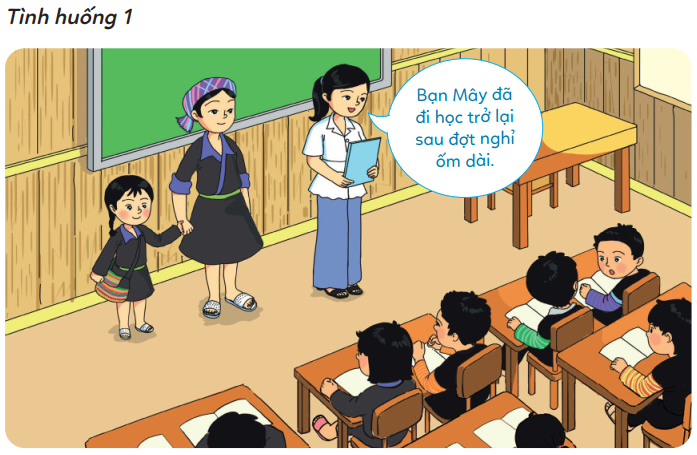 Tình huống 1
Bạn Mây đã
đi học trở lại
sau đợt nghỉ
ốm dài.